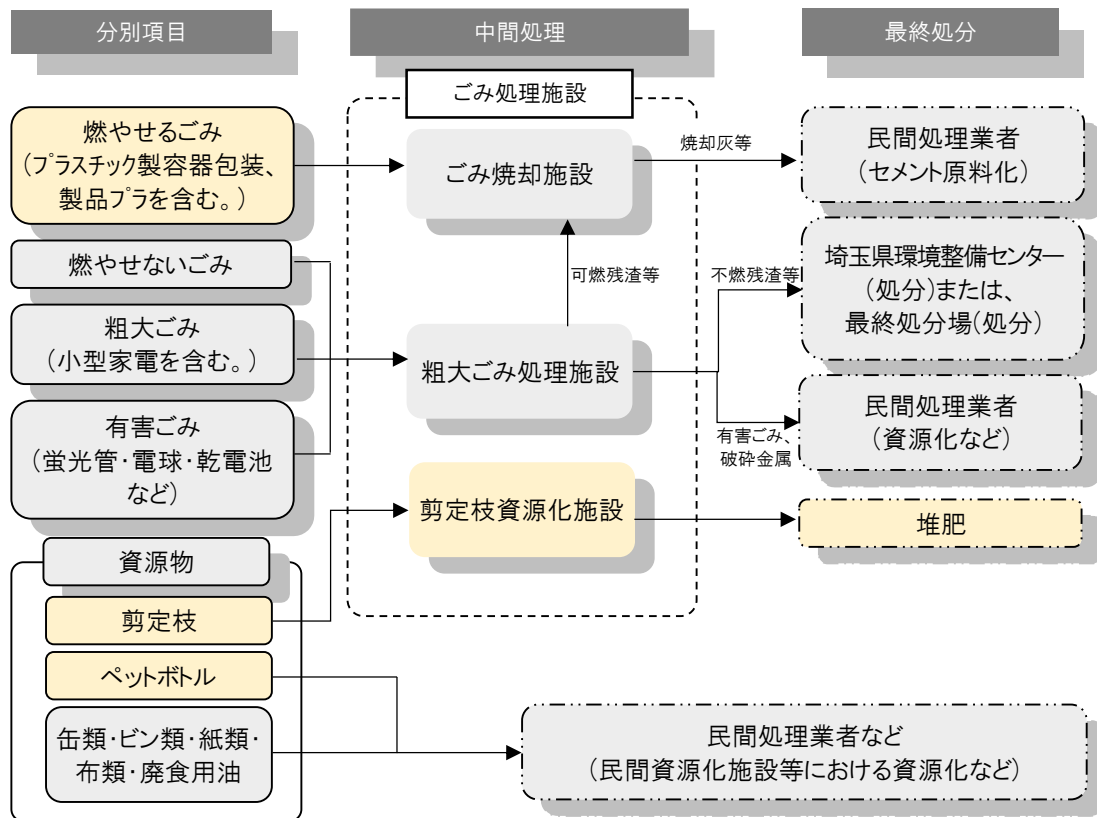 分別項目
中間処理
最終処分
ごみ処理施設
燃やせるごみ
（プラスチック製容器包装、
製品プラを含む。）
ごみ焼却施設
焼却灰等
民間処理業者
（セメント原料化）
燃やせないごみ
可燃残渣等
不燃残渣等
埼玉県環境整備センター
（処分）または、
最終処分場（処分）
粗大ごみ
（小型家電を含む。）
粗大ごみ処理施設
有害ごみ
（蛍光管・電球・乾電池
など）
有害ごみ、
破砕金属
民間処理業者
（資源化など）
剪定枝資源化施設
堆肥
資源物
剪定枝
ペットボトル
缶類・ビン類・紙類・
布類・廃食用油
民間処理業者など
（民間資源化施設等における資源化など）